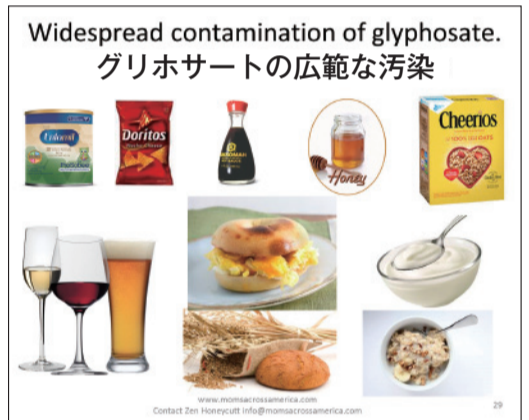 Widespread contamination of glyphosate.
グリホサートの広範な汚染
Enfamil
Doritos
KIKKOMAN
Honey
Cheerios
www.momsacrossamerica.com
Contact Zen Honeycutt info@momsacrossamerica.com
29